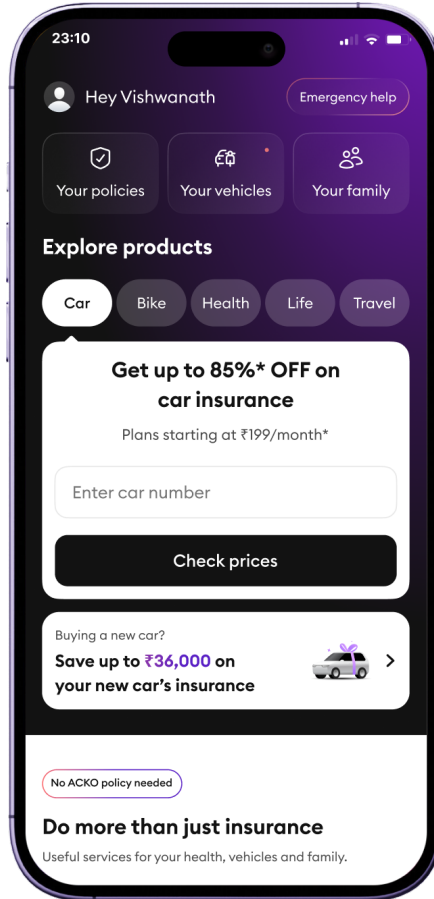 23:10
Hey Vishwanath
Emergency help
Your policies
Your vehicles
Your family
Explore products
Car
Bike
Health
Life
Travel
Get up to 85%* OFF on
car insurance
Plans starting at ₹199/month*
Enter car number
Check prices
Buying a new car?
Save up to ₹36,000 on
your new car's insurance
No ACKO policy needed
Do more than just insurance
Useful services for your health, vehicles and family.